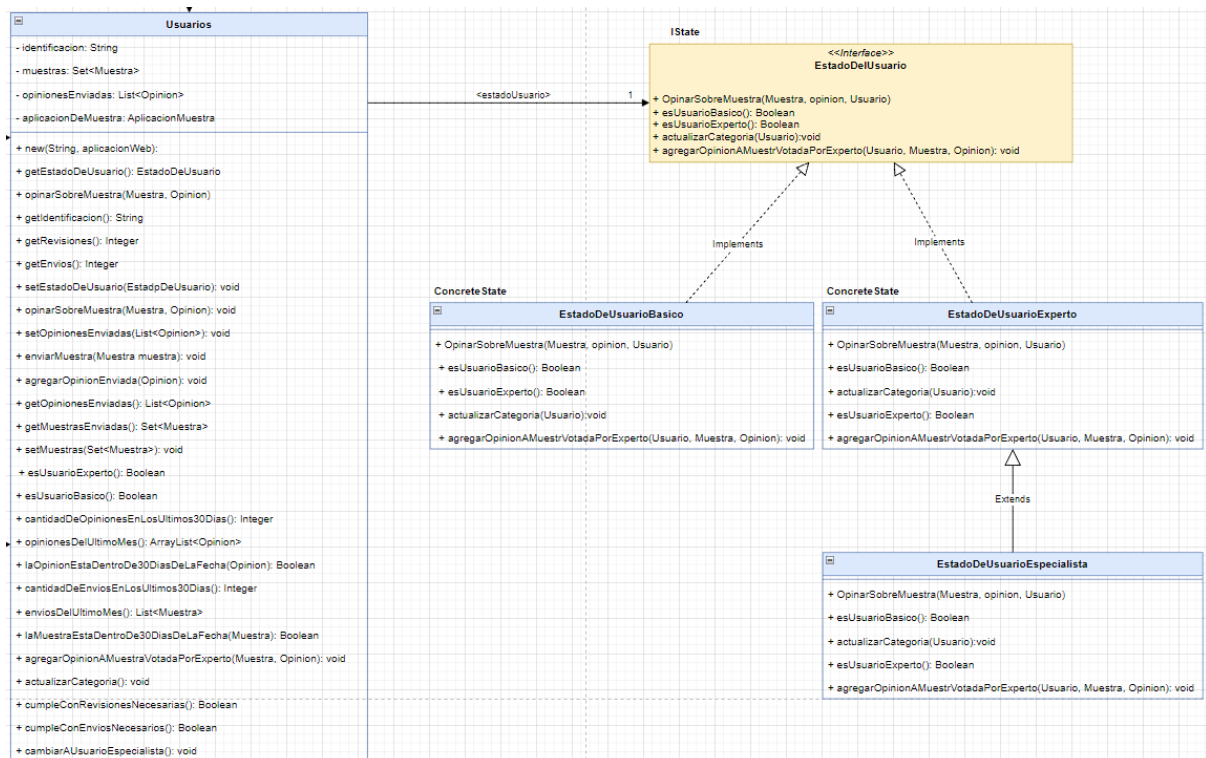 Usuarios
- identificacion: String
- muestras: Set<Muestra>
- opinionesEnviadas: List<Opinion>
- aplicacionDeMuestra: AplicacionMuestra
+ new(String, aplicacionWeb):
+ getEstadoDeUsuario(): EstadoDeUsuario
+ opinarSobreMuestra(Muestra, Opinion)
+ getIdentificacion(): String
+ getRevisiones(): Integer
+ getEnvios(): Integer
+ setEstadoDeUsuario(EstadpDeUsuario): void
+ opinarSobreMuestra(Muestra, Opinion): void
+ setOpinionesEnviadas(List<Opinion>): void
+ enviarMuestra(Muestra muestra): void
+ agregarOpinionEnviada(Opinion): void
+ getOpinionesEnviadas(): List<Opinion>
+ getMuestrasEnviadas(): Set<Muestra>
+ setMuestras(Set<Muestra>): void
+ esUsuarioExperto(): Boolean
+ esUsuarioBasico(): Boolean
+ cantidadDeOpinionesEnLosUltimos30Dias(): Integer
+ opinionesDelUltimoMes(): ArrayList<Opinion>
+ laOpinionEstaDentroDe30DiasDeLaFecha(Opinion): Boolean
+ cantidadDeEnviosEnLosUltimos30Dias(): Integer
+ enviosDelUltimoMes(): List<Muestra>
+ laMuestraEstaDentroDe30DiasDeLaFecha(Muestra): Boolean
+ agregarOpinionAMuestraVotadaPorExperto(Muestra, Opinion): void
+ actualizarCategoria(): void
+ cumpleConRevisionesNecesarias(): Boolean
+ cumpleConEnviosNecesarios(): Boolean
+ cambiarAUsuarioEspecialista(): void
<estadoUsuario>
1
IState
<<Interface>>
EstadoDelUsuario
+ OpinarSobreMuestra(Muestra, opinion, Usuario)
+ esUsuarioBasico(): Boolean
+ esUsuarioExperto(): Boolean
+ actualizarCategoria(Usuario):void
+ agregarOpinionAMuestrVotadaPorExperto(Usuario, Muestra, Opinion): void
Implements
Implements
ConcreteState
EstadoDeUsuarioBasico
+ OpinarSobreMuestra(Muestra, opinion, Usuario)
+ esUsuarioBasico(): Boolean
+ esUsuarioExperto(): Boolean
+ actualizarCategoria(Usuario):void
+ agregarOpinionAMuestrVotadaPorExperto(Usuario, Muestra, Opinion): void
ConcreteState
EstadoDeUsuarioExperto
+ OpinarSobreMuestra(Muestra, opinion, Usuario)
+ esUsuarioBasico(): Boolean
+ actualizarCategoria(Usuario):void
+ esUsuarioExperto(): Boolean
+ agregarOpinionAMuestrVotadaPorExperto(Usuario, Muestra, Opinion): void
Extends
EstadoDeUsuarioEspecialista
+ OpinarSobreMuestra(Muestra, opinion, Usuario)
+ esUsuarioBasico(): Boolean
+ actualizarCategoria(Usuario):void
+ esUsuarioExperto(): Boolean
+ agregarOpinionAMuestrVotadaPorExperto(Usuario, Muestra, Opinion): void